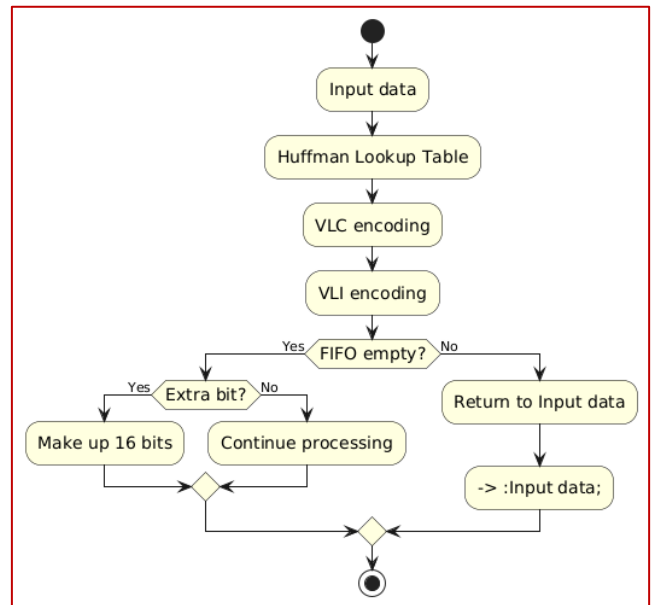 Input data
Huffman Lookup Table
VLC encoding
VLI encoding
Yes
FIFO empty?
No
Yes
Extra bit?
No
Return to Input data
Make up 16 bits
Continue processing
-> :Input data;